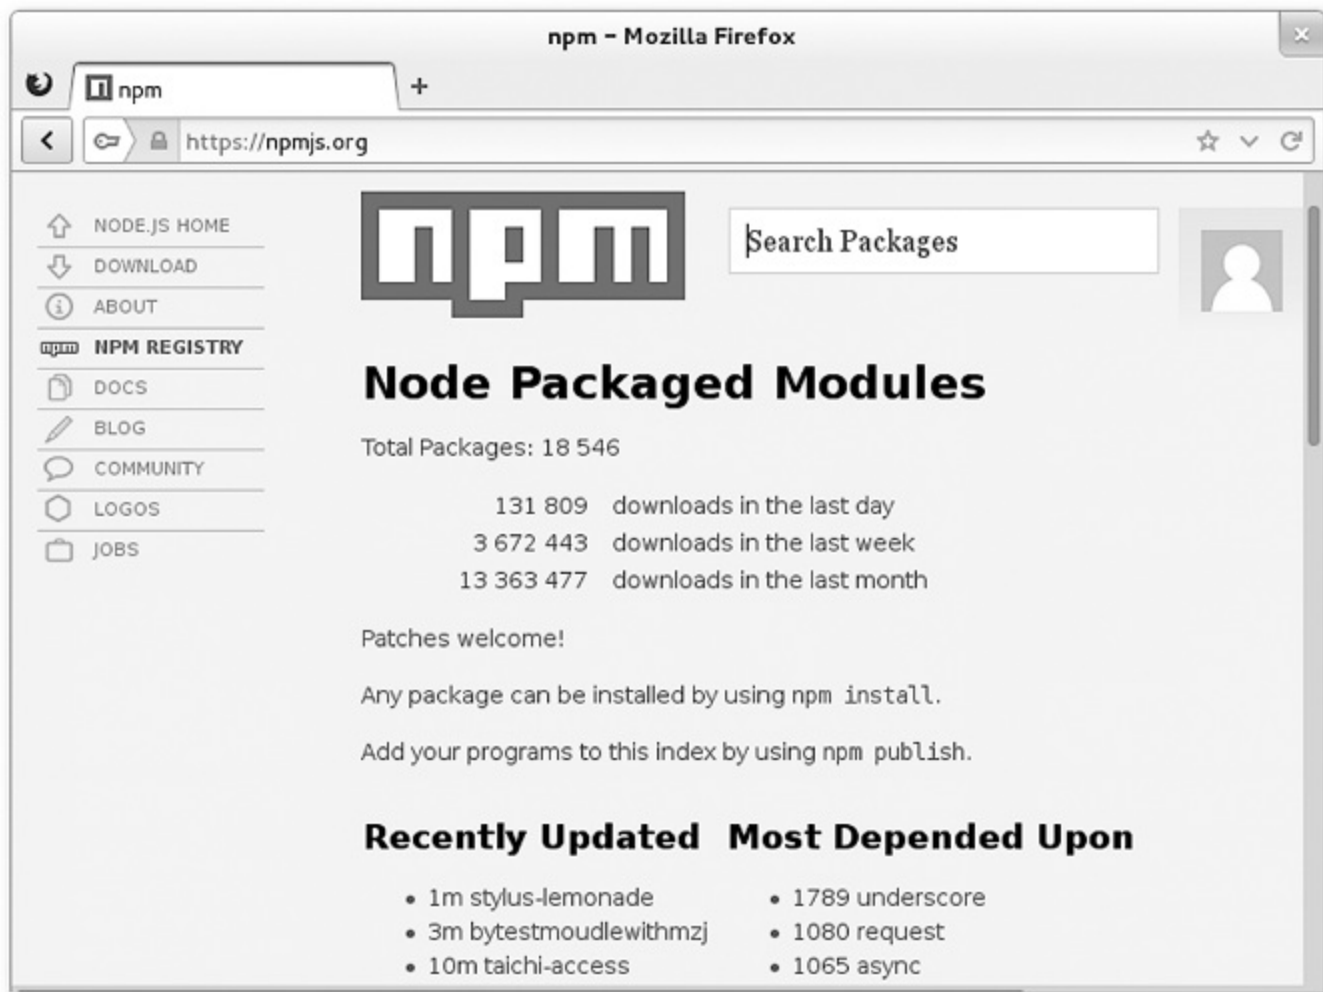 npm - Mozilla Firefox
npm
https://npmjs.org
NODE.JS HOME
DOWNLOAD
ABOUT
npm NPM REGISTRY
DOCS
BLOG
COMMUNITY
LOGOS
JOBS
npm
Search Packages
Node Packaged Modules
Total Packages: 18 546
131 809 downloads in the last day
3 672 443 downloads in the last week
13 363 477 downloads in the last month
Patches welcome!
Any package can be installed by using npm install.
Add your programs to this index by using npm publish.
Recently Updated
• 1m stylus-lemonade
• 3m bytestmoudlewithmzj
• 10m taichi-access
Most Depended Upon
• 1789 underscore
• 1080 request
• 1065 async